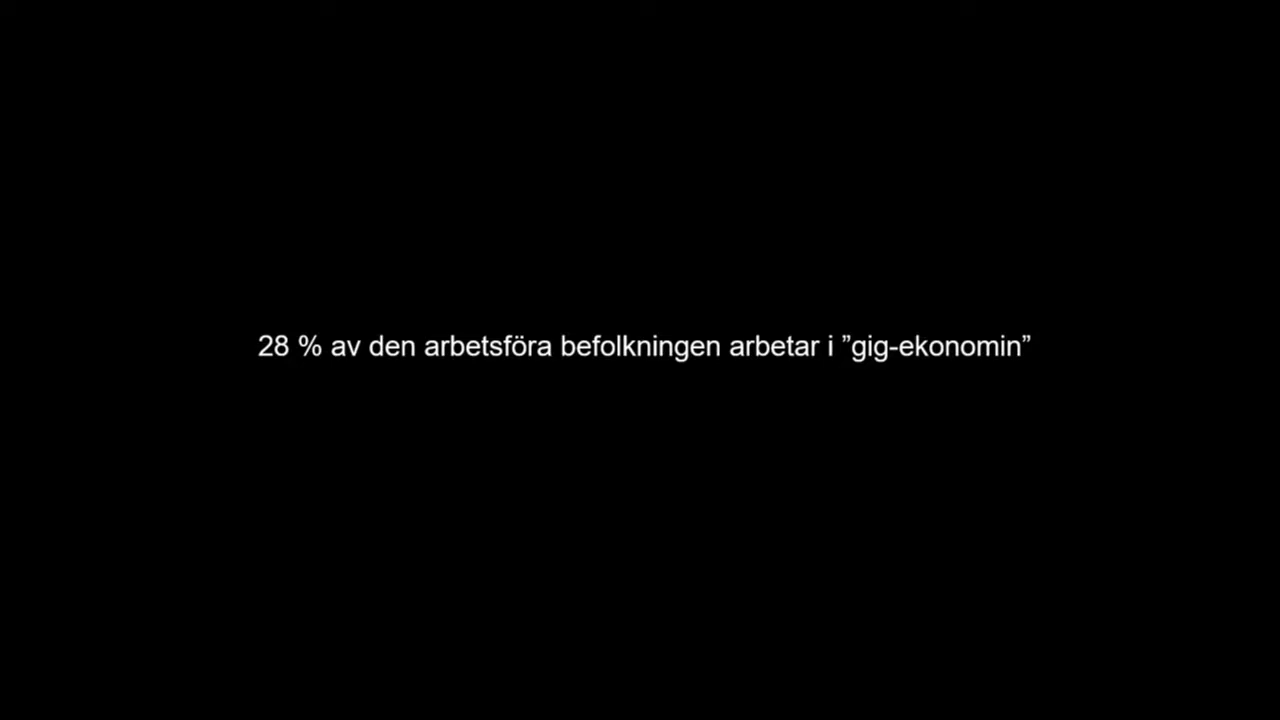 28 % av den arbetsföra befolkningen arbetar i ”gig-ekonomin”